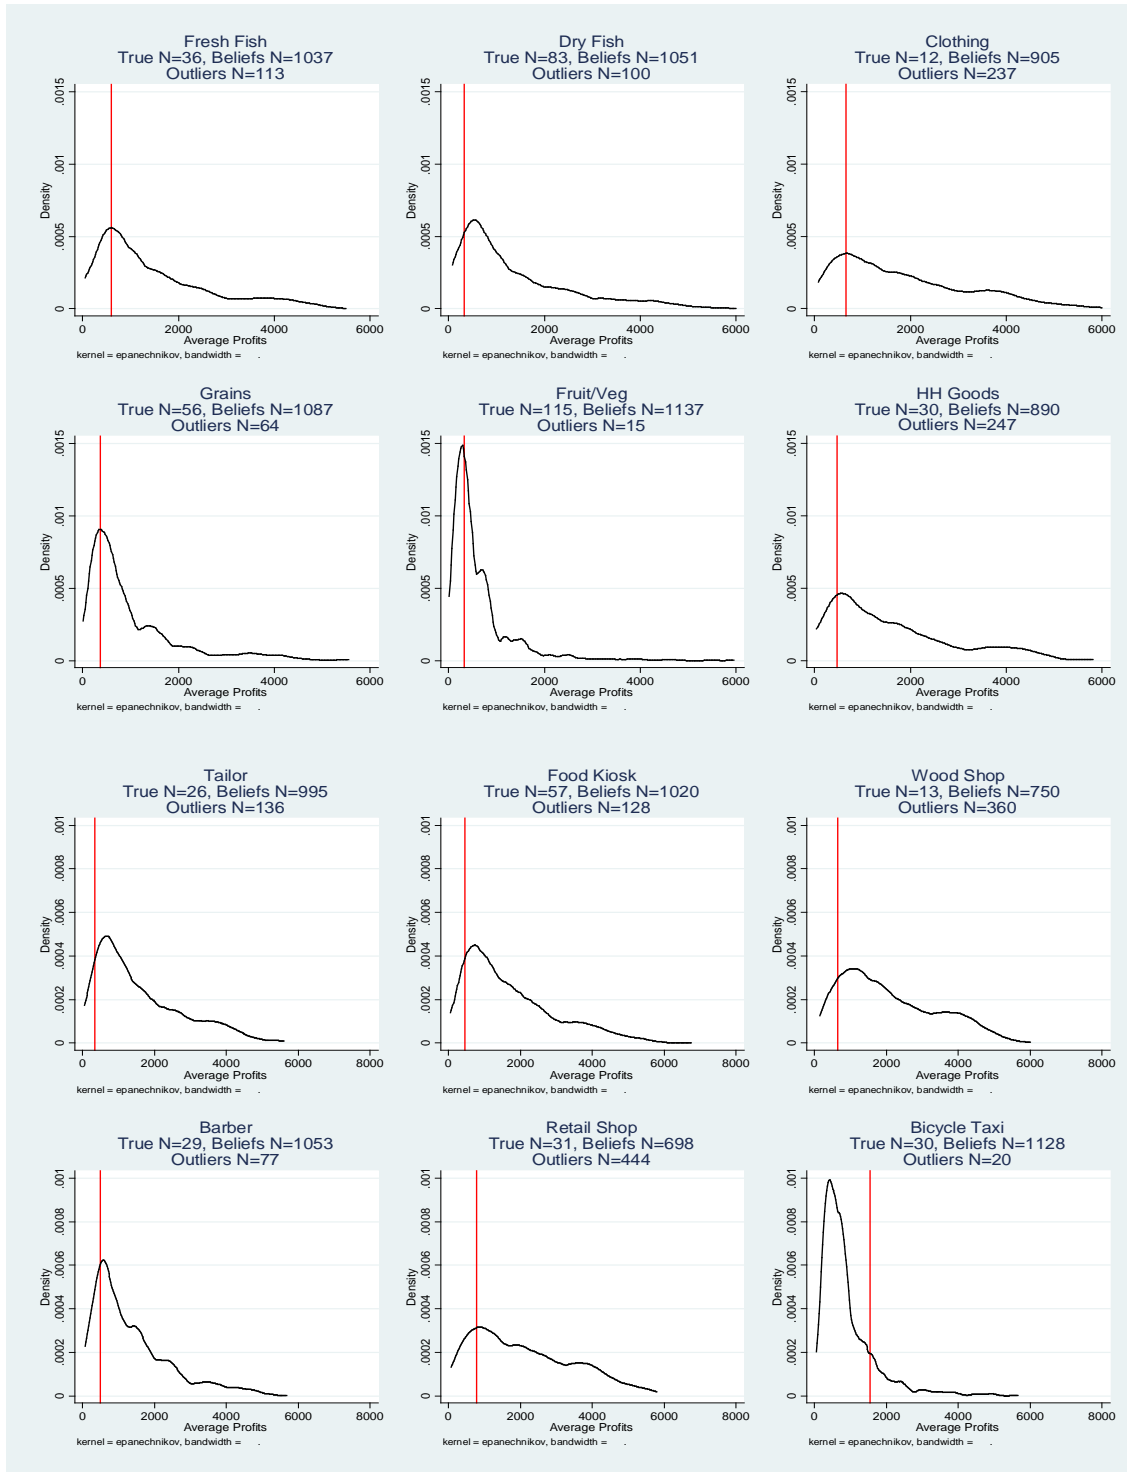 Fresh Fish
True N=36, Beliefs N=1037
Outliers N=113
Density
0 .0005 .001 .0015
0 2000 4000 6000
Average Profits
kernel = epanechnikov, bandwidth = .
Dry Fish
True N=83, Beliefs N=1051
Outliers N=100
Density
0 .0005 .001 .0015
0 2000 4000 6000
Average Profits
kernel = epanechnikov, bandwidth = .
Clothing
True N=12, Beliefs N=905
Outliers N=237
Density
0 .0005 .001 .0015
0 2000 4000 6000
Average Profits
kernel = epanechnikov, bandwidth = .
Grains
True N=56, Beliefs N=1087
Outliers N=64
Density
0 .0005 .001 .0015
0 2000 4000 6000
Average Profits
kernel = epanechnikov, bandwidth = .
Fruit/Veg
True N=115, Beliefs N=1137
Outliers N=15
Density
0 .0005 .001 .0015
0 2000 4000 6000
Average Profits
kernel = epanechnikov, bandwidth = .
HH Goods
True N=30, Beliefs N=890
Outliers N=247
Density
0 .0005 .001 .0015
0 2000 4000 6000
Average Profits
kernel = epanechnikov, bandwidth = .
Tailor
True N=26, Beliefs N=995
Outliers N=136
Density
0 .0002 .0004 .0006 .0008 .001
0 2000 4000 6000 8000
Average Profits
kernel = epanechnikov, bandwidth = .
Food Kiosk
True N=57, Beliefs N=1020
Outliers N=128
Density
0 .0002 .0004 .0006 .0008 .001
0 2000 4000 6000 8000
Average Profits
kernel = epanechnikov, bandwidth = .
Wood Shop
True N=13, Beliefs N=750
Outliers N=360
Density
0 .0002 .0004 .0006 .0008 .001
0 2000 4000 6000 8000
Average Profits
kernel = epanechnikov, bandwidth = .
Barber
True N=29, Beliefs N=1053
Outliers N=77
Density
0 .0002 .0004 .0006 .0008 .001
0 2000 4000 6000 8000
Average Profits
kernel = epanechnikov, bandwidth = .
Retail Shop
True N=31, Beliefs N=698
Outliers N=444
Density
0 .0002 .0004 .0006 .0008 .001
0 2000 4000 6000 8000
Average Profits
kernel = epanechnikov, bandwidth = .
Bicycle Taxi
True N=30, Beliefs N=1128
Outliers N=20
Density
0 .0002 .0004 .0006 .0008 .001
0 2000 4000 6000 8000
Average Profits
kernel = epanechnikov, bandwidth = .